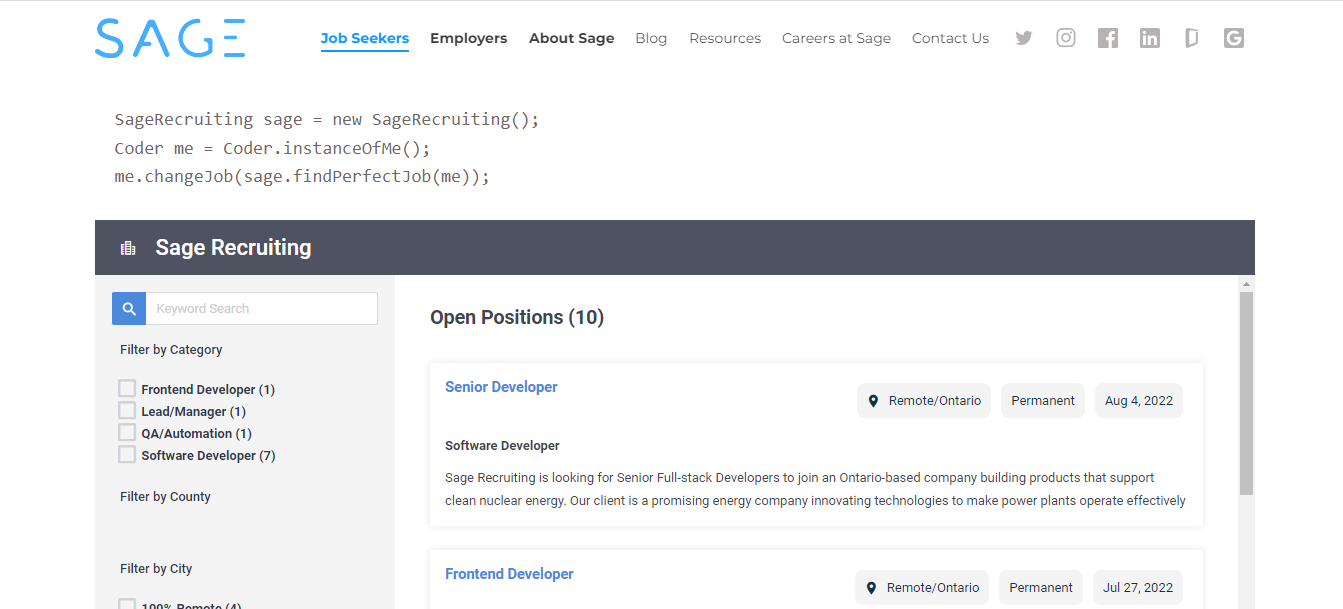 SAGE
Job Seekers Employers About Sage Blog Resources Careers at Sage Contact Us
SageRecruiting sage = new SageRecruiting();
Coder me = Coder.instanceOfMe();
me.changeJob(sage.findPerfectJob(me));
Sage Recruiting
Keyword Search
Filter by Category
Frontend Developer (1)
Lead/Manager (1)
QA/Automation (1)
Software Developer (7)
Filter by County
Filter by City
100% Remote (4)
Open Positions (10)
Senior Developer
Remote/Ontario Permanent Aug 4, 2022
Software Developer
Sage Recruiting is looking for Senior Full-stack Developers to join an Ontario-based company building products that support
clean nuclear energy. Our client is a promising energy company innovating technologies to make power plants operate effectively
Frontend Developer
Remote/Ontario Permanent Jul 27, 2022